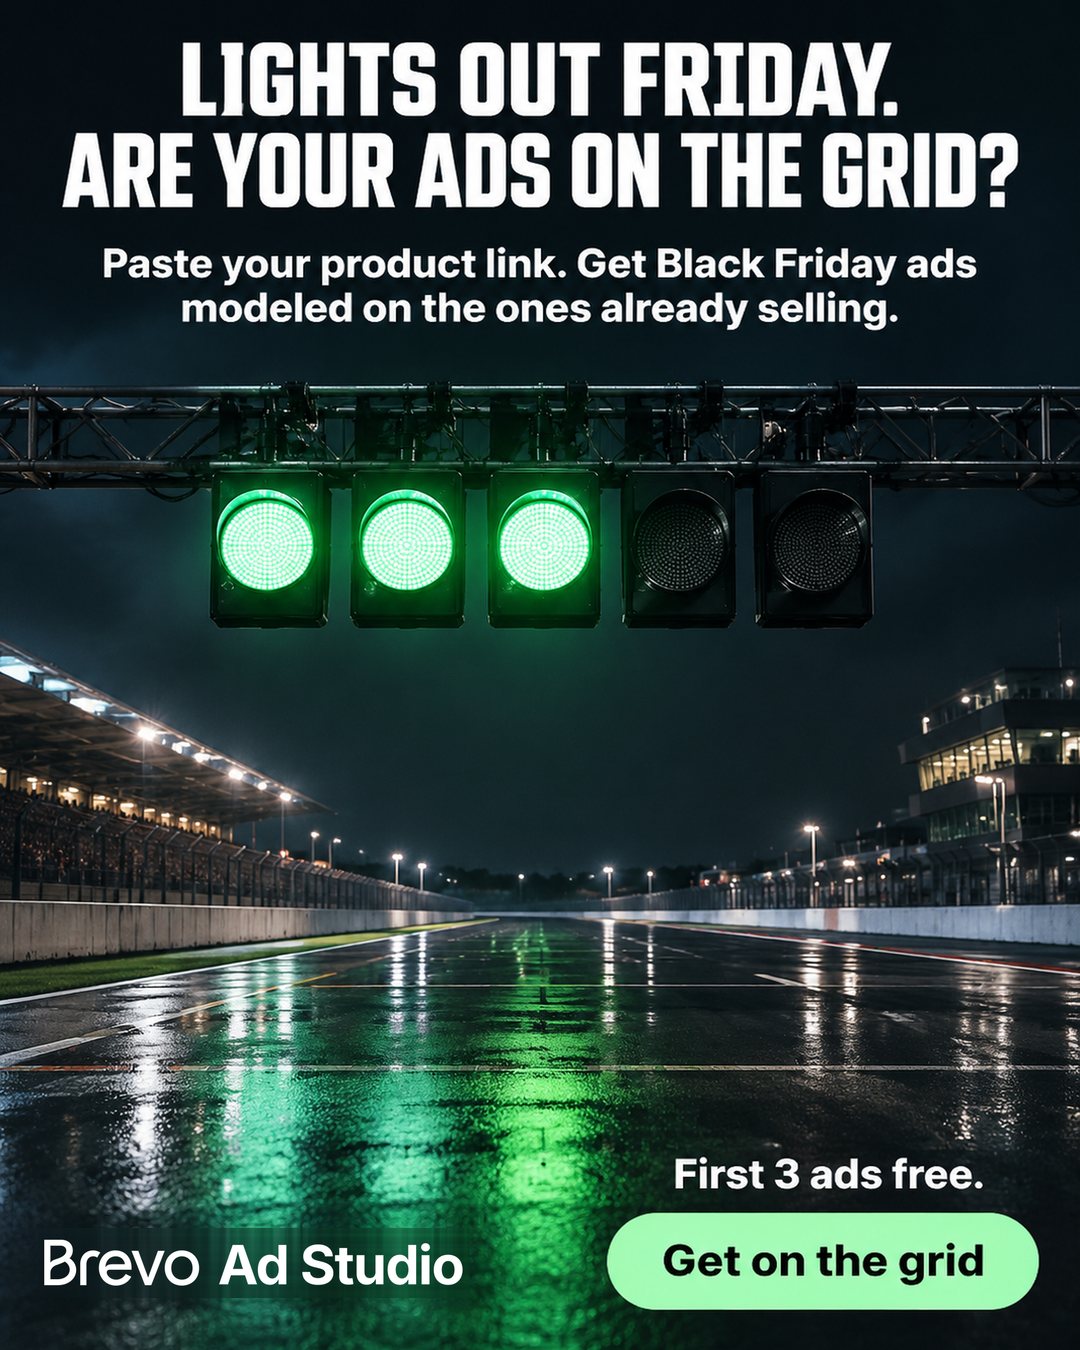 LIGHTS OUT FRIDAY.
ARE YOUR ADS ON THE GRID?
Paste your product link. Get Black Friday ads
modeled on the ones already selling.
First 3 ads free.
Brevo Ad Studio
Get on the grid